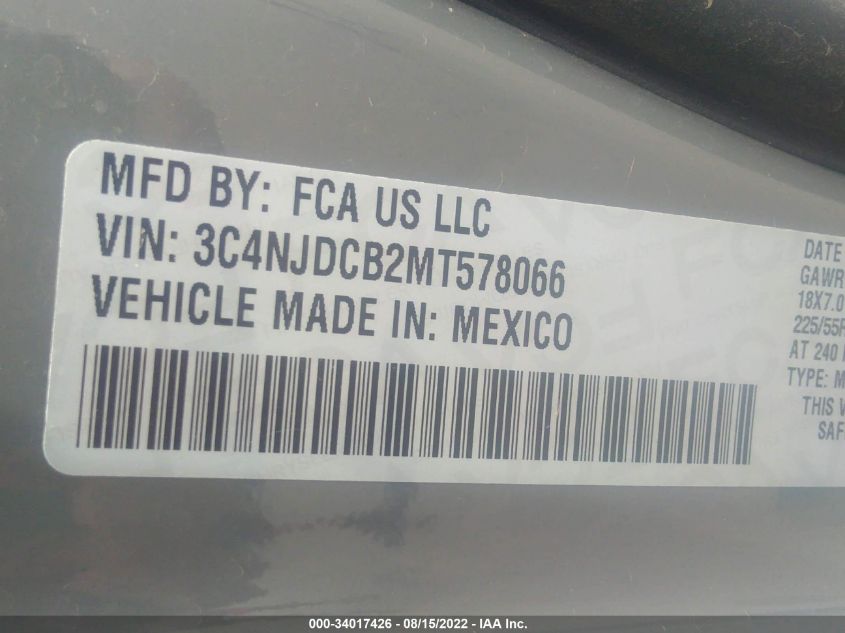 MFD BY: FCA US LLC
VIN: 3C4NJDCB2MT578066
VEHICLE MADE IN: MEXICO
DATE
GAWR
18X7.0
225/55R
AT 240
TYPE: M
THIS V
SAF
000-34017426 - 08/15/2022 - IAA Inc.